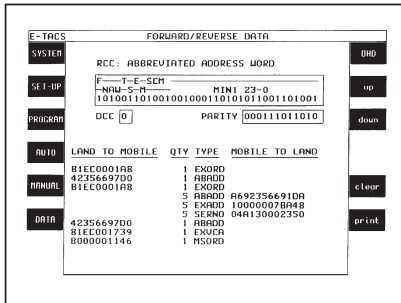 E-TACS FORWARD/REVERSE DATA
SYSTEM
OHD
RCC: ABBREVIATED ADDRESS WORD
SET-UP
up
F——T—E—SCM
—NAW—S—M—— MIN1 23-0
101001101001001000110101011001101001
PROGRAM
DCC 0 PARITY 000111011010
down
AUTO
LAND TO MOBILE QTY TYPE MOBILE TO LAND
81EC0001A8 1 EXORD
42356697D0 1 ABADD
81EC0001A8 1 EXORD
MANUAL
clear
5 ABADD A692356691DA
5 EXADD 10000007BA48
5 SERNO 04A130002350
DATA
print
42356697D0 1 ABADD
81EC001739 1 EXVCA
B000001146 1 MSORD